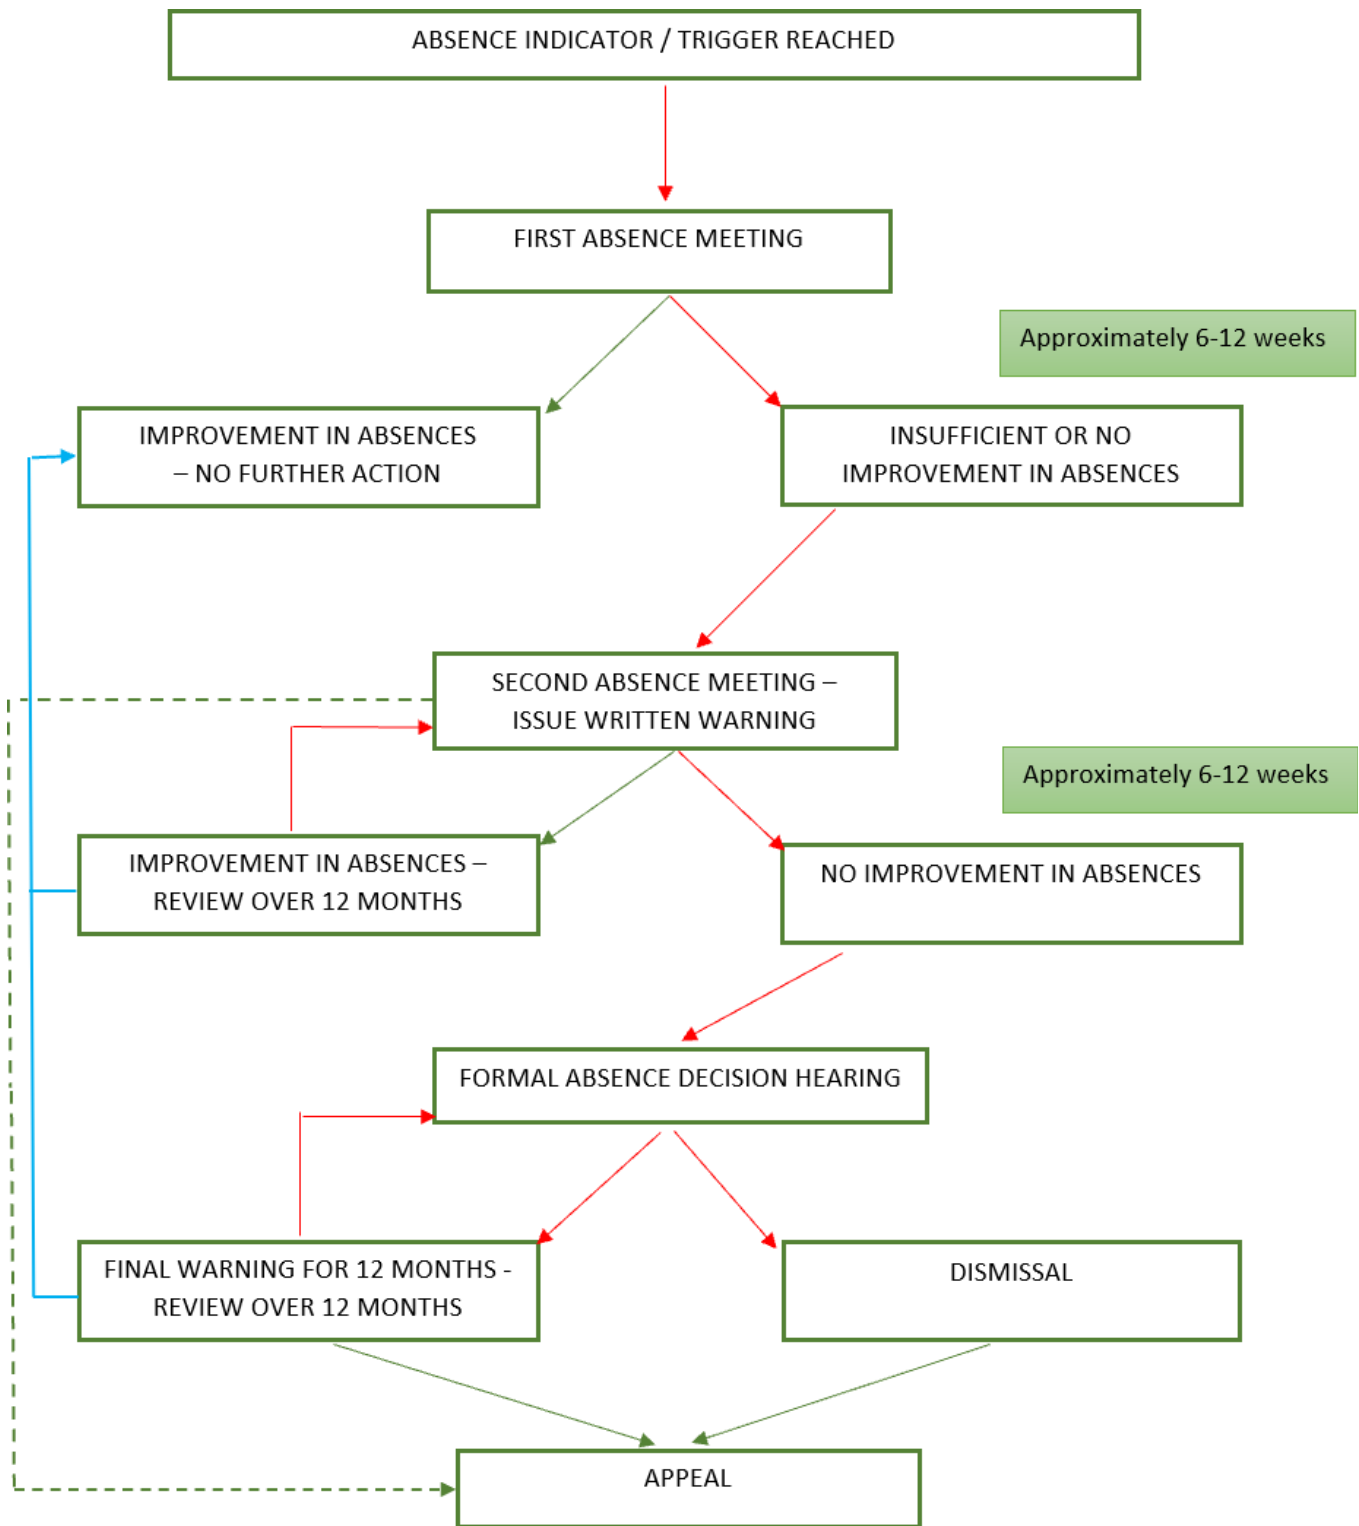 ABSENCE INDICATOR / TRIGGER REACHED
FIRST ABSENCE MEETING
Approximately 6-12 weeks
IMPROVEMENT IN ABSENCES
– NO FURTHER ACTION
INSUFFICIENT OR NO
IMPROVEMENT IN ABSENCES
SECOND ABSENCE MEETING –
ISSUE WRITTEN WARNING
Approximately 6-12 weeks
IMPROVEMENT IN ABSENCES –
REVIEW OVER 12 MONTHS
NO IMPROVEMENT IN ABSENCES
FORMAL ABSENCE DECISION HEARING
FINAL WARNING FOR 12 MONTHS -
REVIEW OVER 12 MONTHS
DISMISSAL
APPEAL